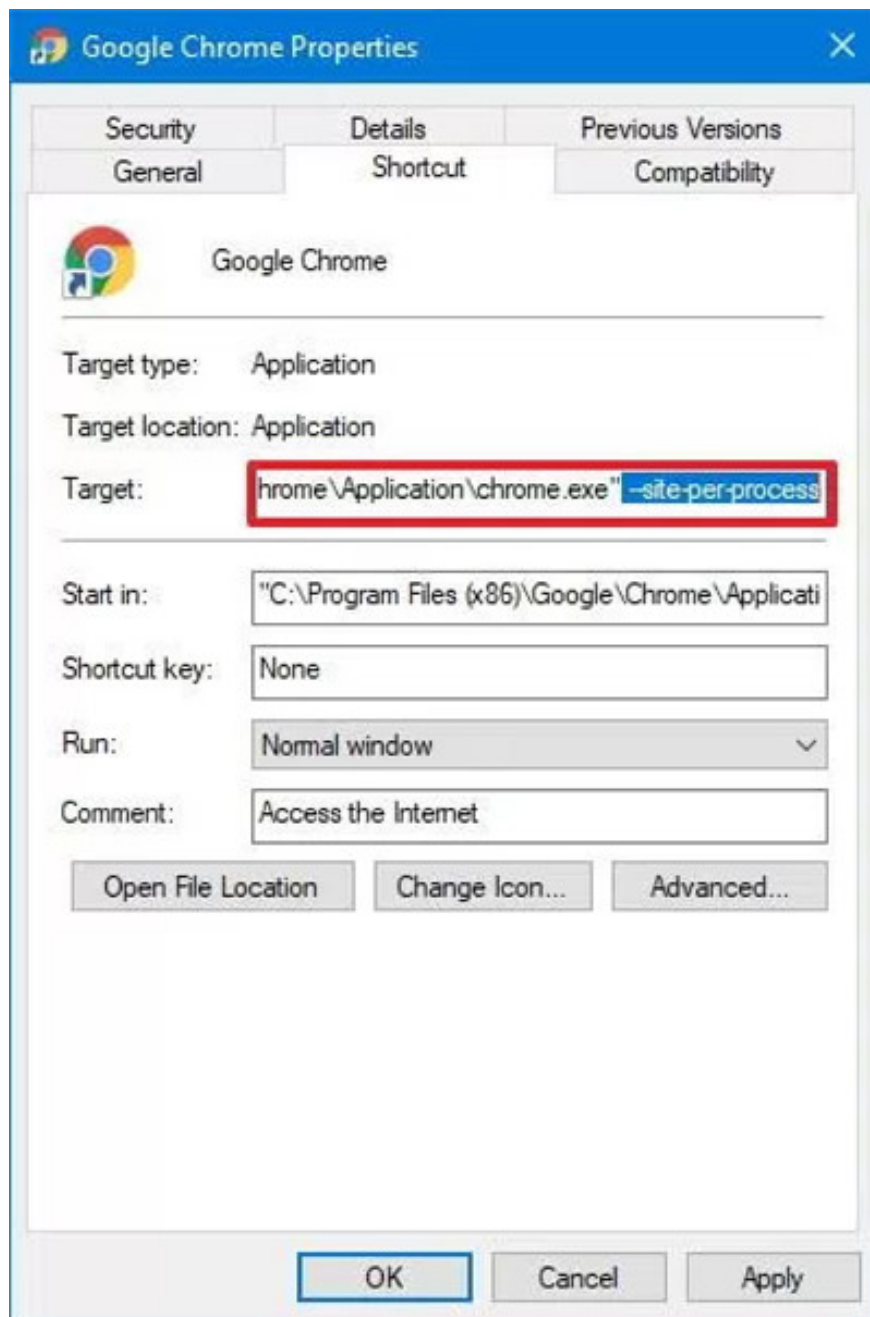 Google Chrome Properties
Security Details Previous Versions
General Shortcut Compatibility
Google Chrome
Target type: Application
Target location: Application
Target: hrome\Application\chrome.exe" --site-per-process
Start in: "C:\Program Files (x86)\Google\Chrome\Applicati
Shortcut key: None
Run: Normal window
Comment: Access the Internet
Open File Location Change Icon... Advanced...
OK Cancel Apply